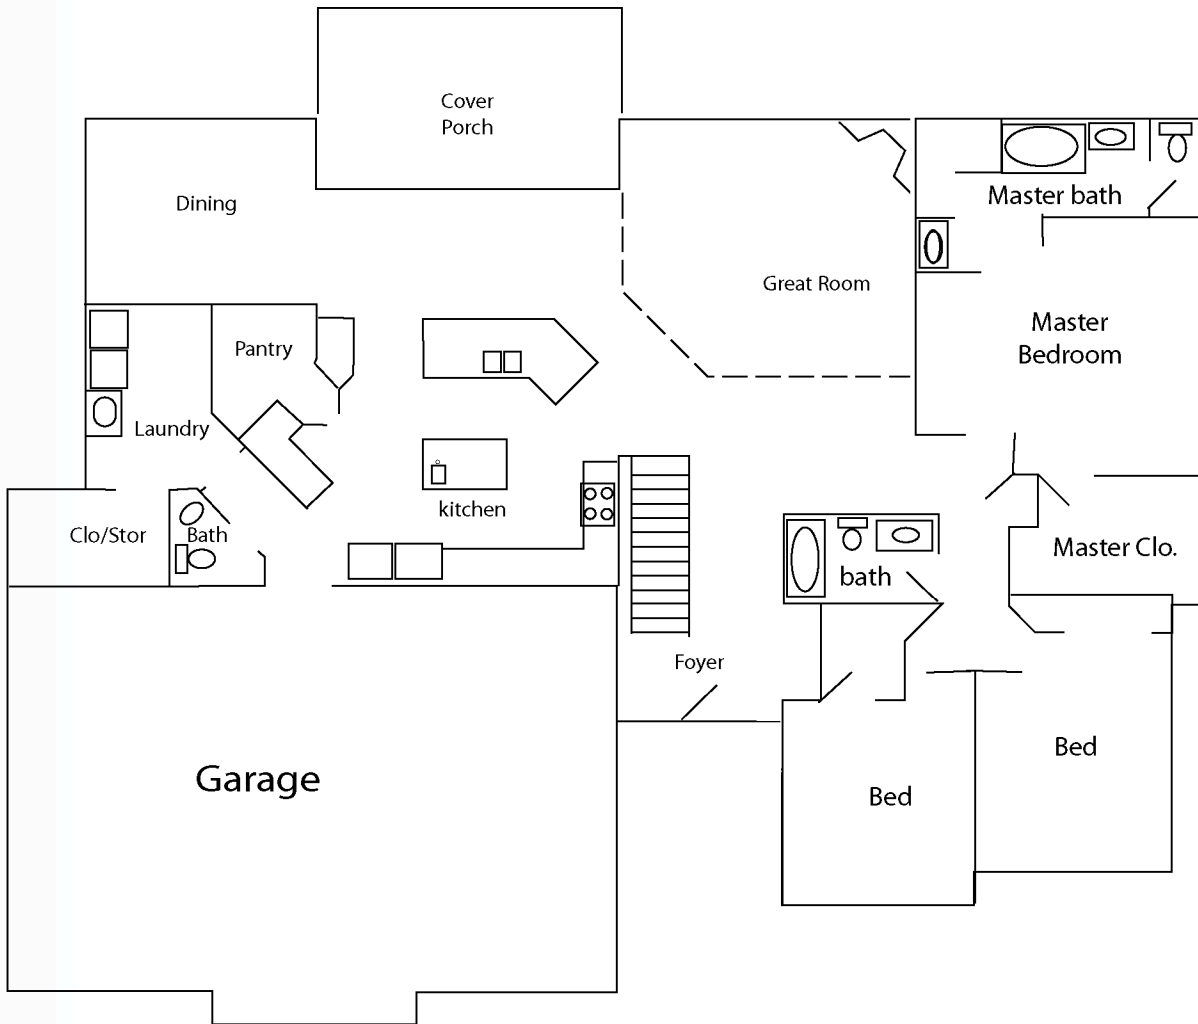 Cover
Porch
Dining
Master bath
Great Room
Master
Bedroom
Pantry
Laundry
kitchen
Clo/Stor
Bath
Master Clo.
bath
Foyer
Bed
Garage
Bed